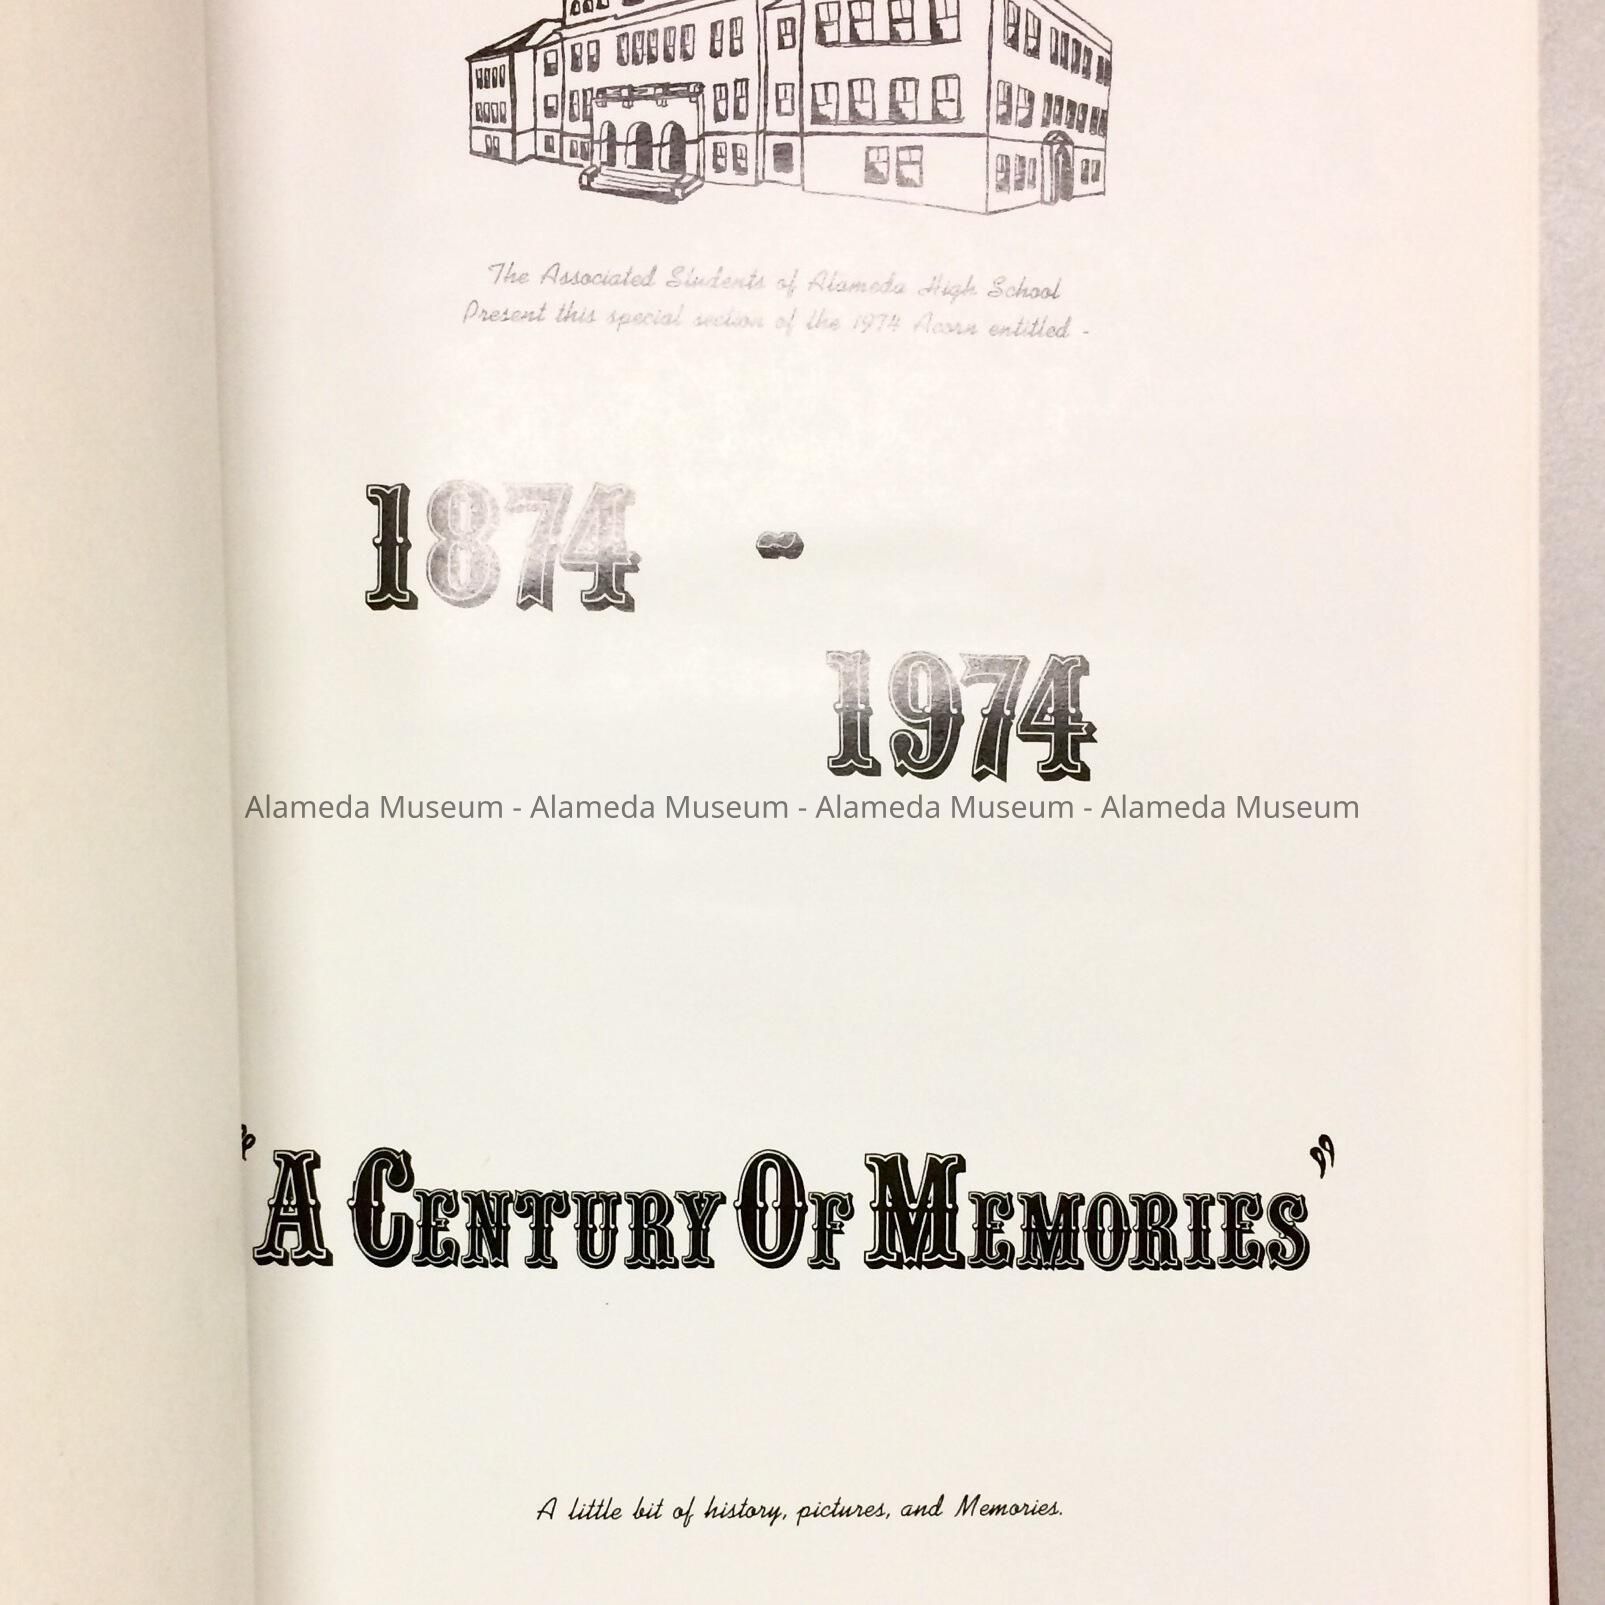 The Associated Students of Alameda High School
Present this special section of the 1974 Acorn entitled -
1874 -
1974
Alameda Museum - Alameda Museum - Alameda Museum - Alameda Museum
"A Century Of Memories"
A little bit of history, pictures, and Memories.